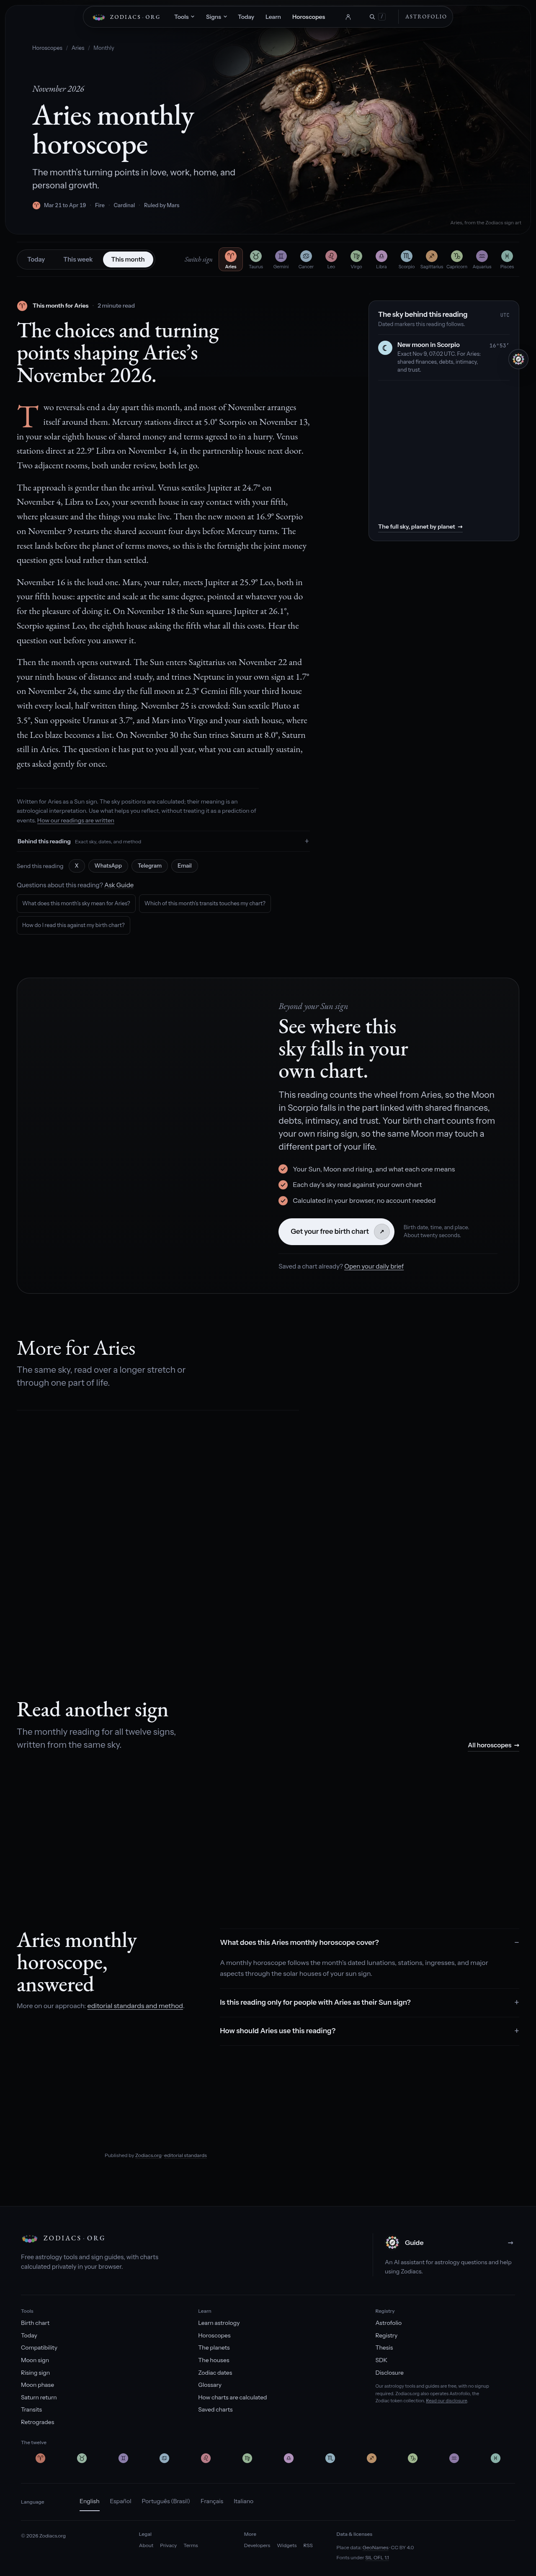 ZODIACS·ORG
Tools
Signs
Today
Learn
Horoscopes
/
ASTROFOLIO
Horoscopes / Aries / Monthly
November 2026
Aries monthly
horoscope
The month's turning points in love, work, home, and
personal growth.
Mar 21 to Apr 19 · Fire · Cardinal · Ruled by Mars
Aries, from the Zodiacs sign art
Today
This week
This month
Switch sign
Aries
Taurus
Gemini
Cancer
Leo
Virgo
Libra
Scorpio
Sagittarius
Capricorn
Aquarius
Pisces
This month for Aries · 2 minute read
The choices and turning
points shaping Aries's
November 2026.
Two reversals end a day apart this month, and most of November arranges
itself around them. Mercury stations direct at 5.0° Scorpio on November 13,
in your solar eighth house of shared money and terms agreed to in a hurry. Venus
stations direct at 22.9° Libra on November 14, in the partnership house next door.
Two adjacent rooms, both under review, both let go.
The approach is gentler than the arrival. Venus sextiles Jupiter at 24.7° on
November 4, Libra to Leo, your seventh house in easy contact with your fifth,
where pleasure and the things you make live. Then the new moon at 16.9° Scorpio
on November 9 restarts the shared account four days before Mercury turns. The
reset lands before the planet of terms moves, so this is the fortnight the joint money
question gets looked at rather than settled.
November 16 is the loud one. Mars, your ruler, meets Jupiter at 25.9° Leo, both in
your fifth house: appetite and scale at the same degree, pointed at whatever you do
for the pleasure of doing it. On November 18 the Sun squares Jupiter at 26.1°,
Scorpio against Leo, the eighth house asking the fifth what all this costs. Hear the
question out before you answer it.
Then the month opens outward. The Sun enters Sagittarius on November 22 and
your ninth house of distance and study, and trines Neptune in your own sign at 1.7°
on November 24, the same day the full moon at 2.3° Gemini fills your third house
with every local, half written thing. November 25 is crowded: Sun sextile Pluto at
3.5°, Sun opposite Uranus at 3.7°, and Mars into Virgo and your sixth house, where
the Leo blaze becomes a list. On November 30 the Sun trines Saturn at 8.0°, Saturn
still in Aries. The question it has put to you all year, what you can actually sustain,
gets asked gently for once.
Written for Aries as a Sun sign. The sky positions are calculated; their meaning is an
astrological interpretation. Use what helps you reflect, without treating it as a prediction of
events. How our readings are written
Behind this reading Exact sky, dates, and method +
Send this reading
X
WhatsApp
Telegram
Email
Questions about this reading? Ask Guide
What does this month's sky mean for Aries?
Which of this month's transits touches my chart?
How do I read this against my birth chart?
The sky behind this reading UTC
Dated markers this reading follows.
New moon in Scorpio 16°53′
Exact Nov 9, 07:02 UTC. For Aries:
shared finances, debts, intimacy,
and trust.
The full sky, planet by planet →
Beyond your Sun sign
See where this
sky falls in your
own chart.
This reading counts the wheel from Aries, so the Moon
in Scorpio falls in the part linked with shared finances,
debts, intimacy, and trust. Your birth chart counts from
your own rising sign, so the same Moon may touch a
different part of your life.
Your Sun, Moon and rising, and what each one means
Each day's sky read against your own chart
Calculated in your browser, no account needed
Get your free birth chart ↗
Birth date, time, and place.
About twenty seconds.
Saved a chart already? Open your daily brief
More for Aries
The same sky, read over a longer stretch or
through one part of life.
Read another sign
The monthly reading for all twelve signs,
written from the same sky.
All horoscopes →
Aries monthly
horoscope,
answered
More on our approach: editorial standards and method.
What does this Aries monthly horoscope cover? −
A monthly horoscope follows the month's dated lunations, stations, ingresses, and major
aspects through the solar houses of your sun sign.
Is this reading only for people with Aries as their Sun sign? +
How should Aries use this reading? +
Published by Zodiacs.org · editorial standards
ZODIACS·ORG
Free astrology tools and sign guides, with charts
calculated privately in your browser.
Guide →
An AI assistant for astrology questions and help
using Zodiacs.
Tools
Birth chart
Today
Compatibility
Moon sign
Rising sign
Moon phase
Saturn return
Transits
Retrogrades
Learn
Learn astrology
Horoscopes
The planets
The houses
Zodiac dates
Glossary
How charts are calculated
Saved charts
Registry
Astrofolio
Registry
Thesis
SDK
Disclosure
Our astrology tools and guides are free, with no signup
required. Zodiacs.org also operates Astrofolio, the
Zodiac token collection. Read our disclosure
The twelve
Language
English
Español
Português (Brasil)
Français
Italiano
© 2026 Zodiacs.org
Legal
About
Privacy
Terms
More
Developers
Widgets
RSS
Data & licenses
Place data: GeoNames · CC BY 4.0
Fonts under SIL OFL 1.1